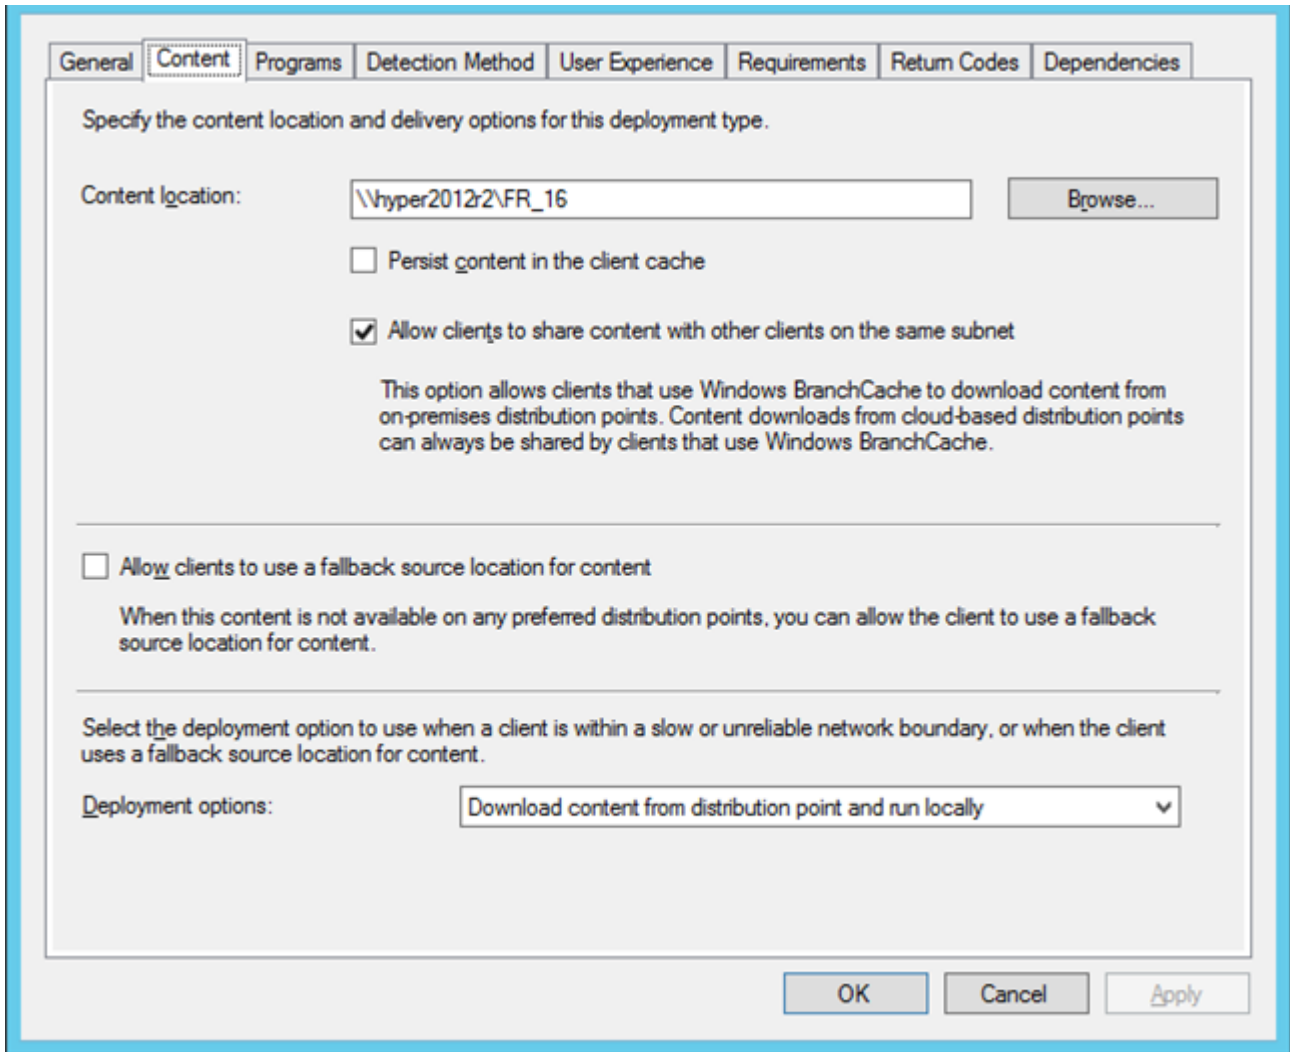 General Content Programs Detection Method User Experience Requirements Return Codes Dependencies
Specify the content location and delivery options for this deployment type.
Content location: \\hyper2012r2\FR_16 Browse...
Persist content in the client cache
Allow clients to share content with other clients on the same subnet
This option allows clients that use Windows BranchCache to download content from
on-premises distribution points. Content downloads from cloud-based distribution points
can always be shared by clients that use Windows BranchCache.
Allow clients to use a fallback source location for content
When this content is not available on any preferred distribution points, you can allow the client to use a fallback
source location for content.
Select the deployment option to use when a client is within a slow or unreliable network boundary, or when the client
uses a fallback source location for content.
Deployment options: Download content from distribution point and run locally
OK Cancel Apply